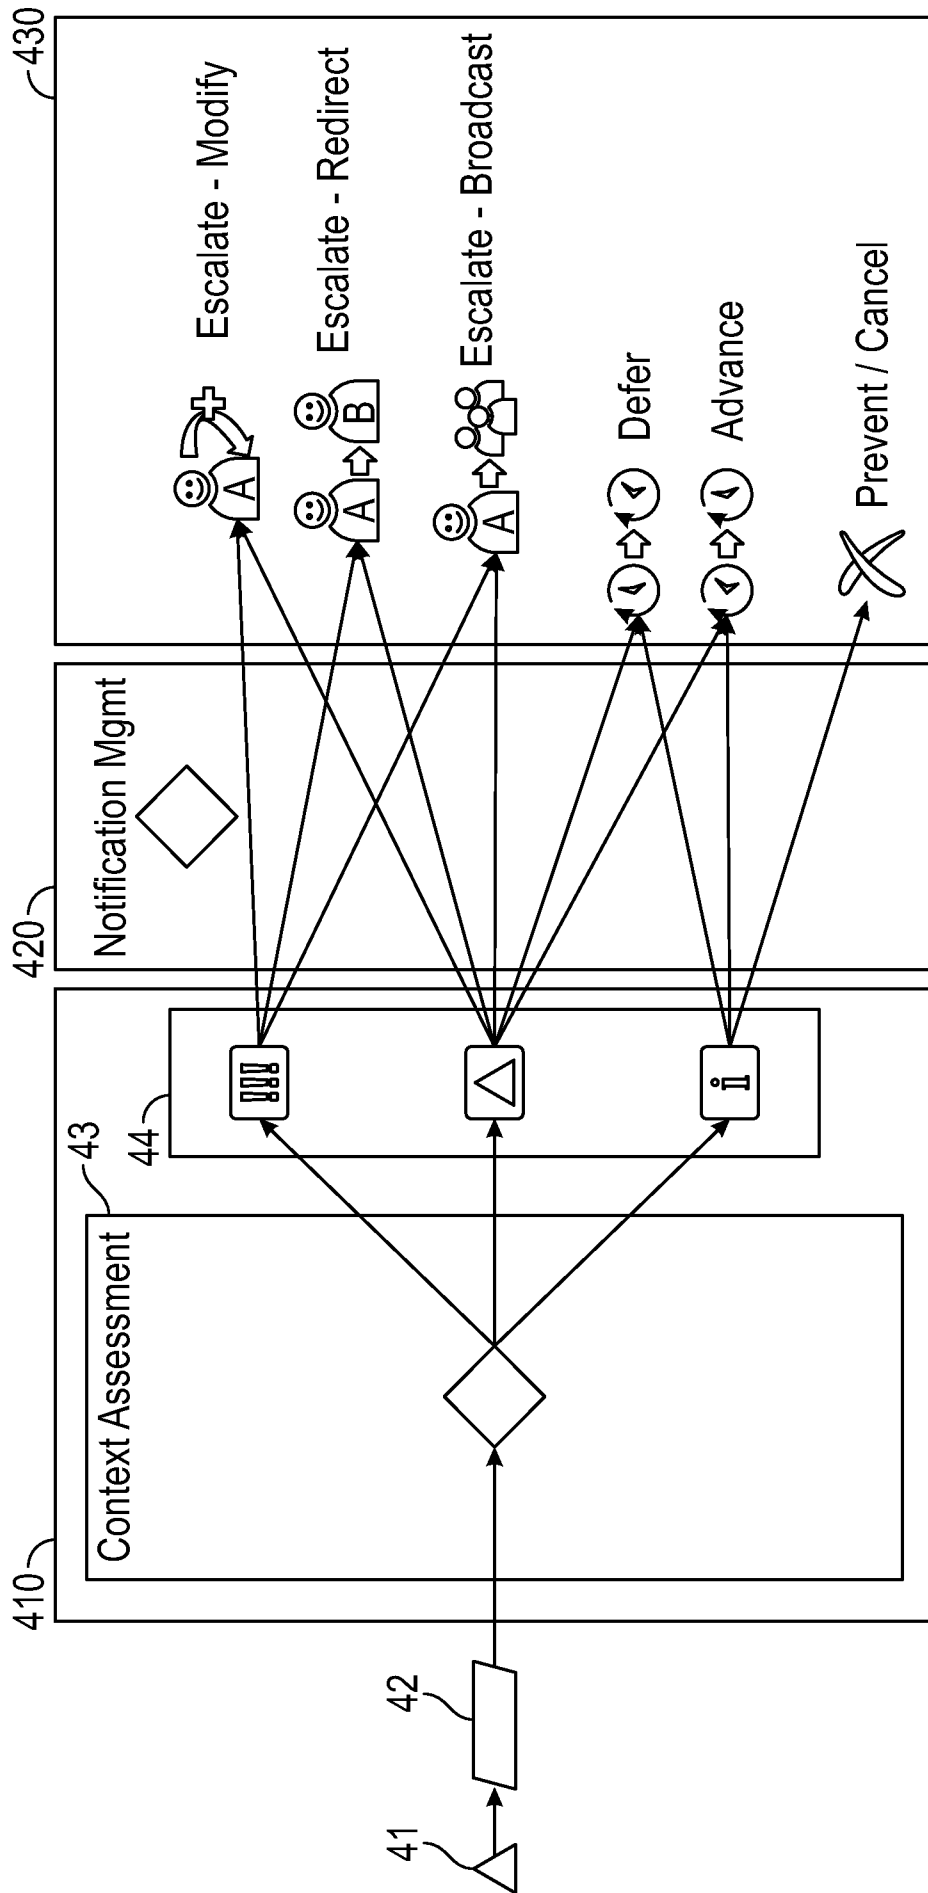 410
420
430
Context Assessment
43
44
Notification Mgmt
!!!
i
41
42
A
Escalate - Modify
A
B
Escalate - Redirect
A
Escalate - Broadcast
Defer
Advance
Prevent / Cancel